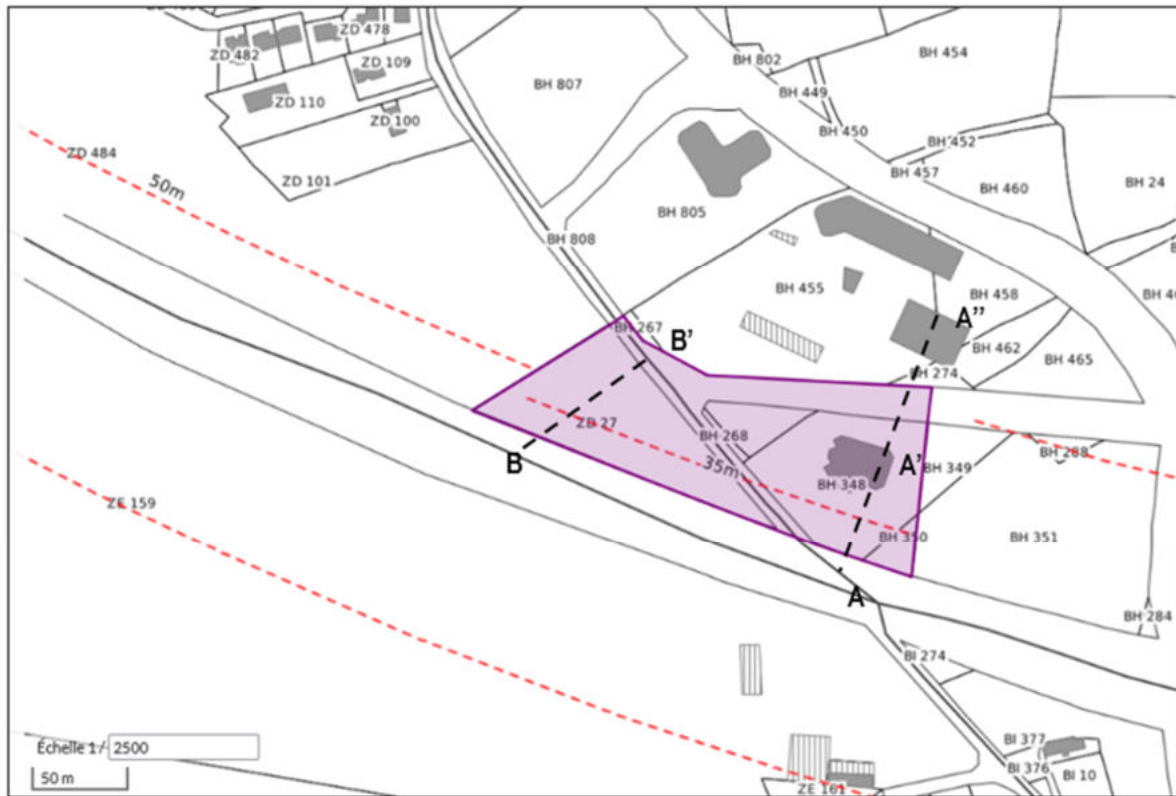 ZD 478
ZD 482
BH 802
BH 454
ZD 109
BH 807
BH 449
ZD 110
ZD 100
BH 450
BH 452
ZD 484
BH 457
50m
ZD 101
BH 460
BH 24
BH 805
BH 808
BH 455
BH 458
A"
BH 267
B'
BH 462
BH 465
BH 274
ZD 27
BH 268
B
35m
A'
BH 349
BH 288
BH 348
ZE 159
BH 350
BH 351
A
BH 284
BI 274
Échelle 1 / 2500
BI 377
50 m
BI 376
BI 10
ZE 161